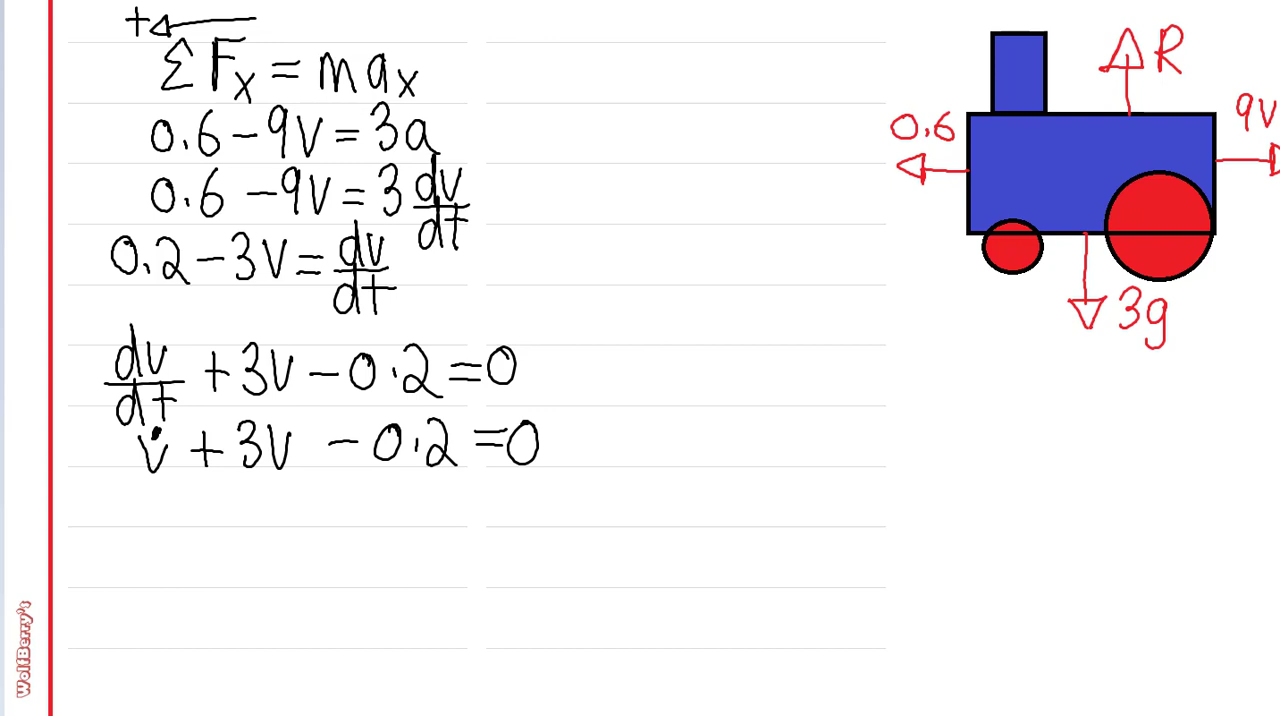 +
ΣFₓ = maₓ
0.6 - 9v = 3a
0.6 - 9v = 3 dv/dt
0.2 - 3v = dv/dt
dv/dt + 3v - 0.2 = 0
v̇ + 3v - 0.2 = 0
R
0.6
9v
3g